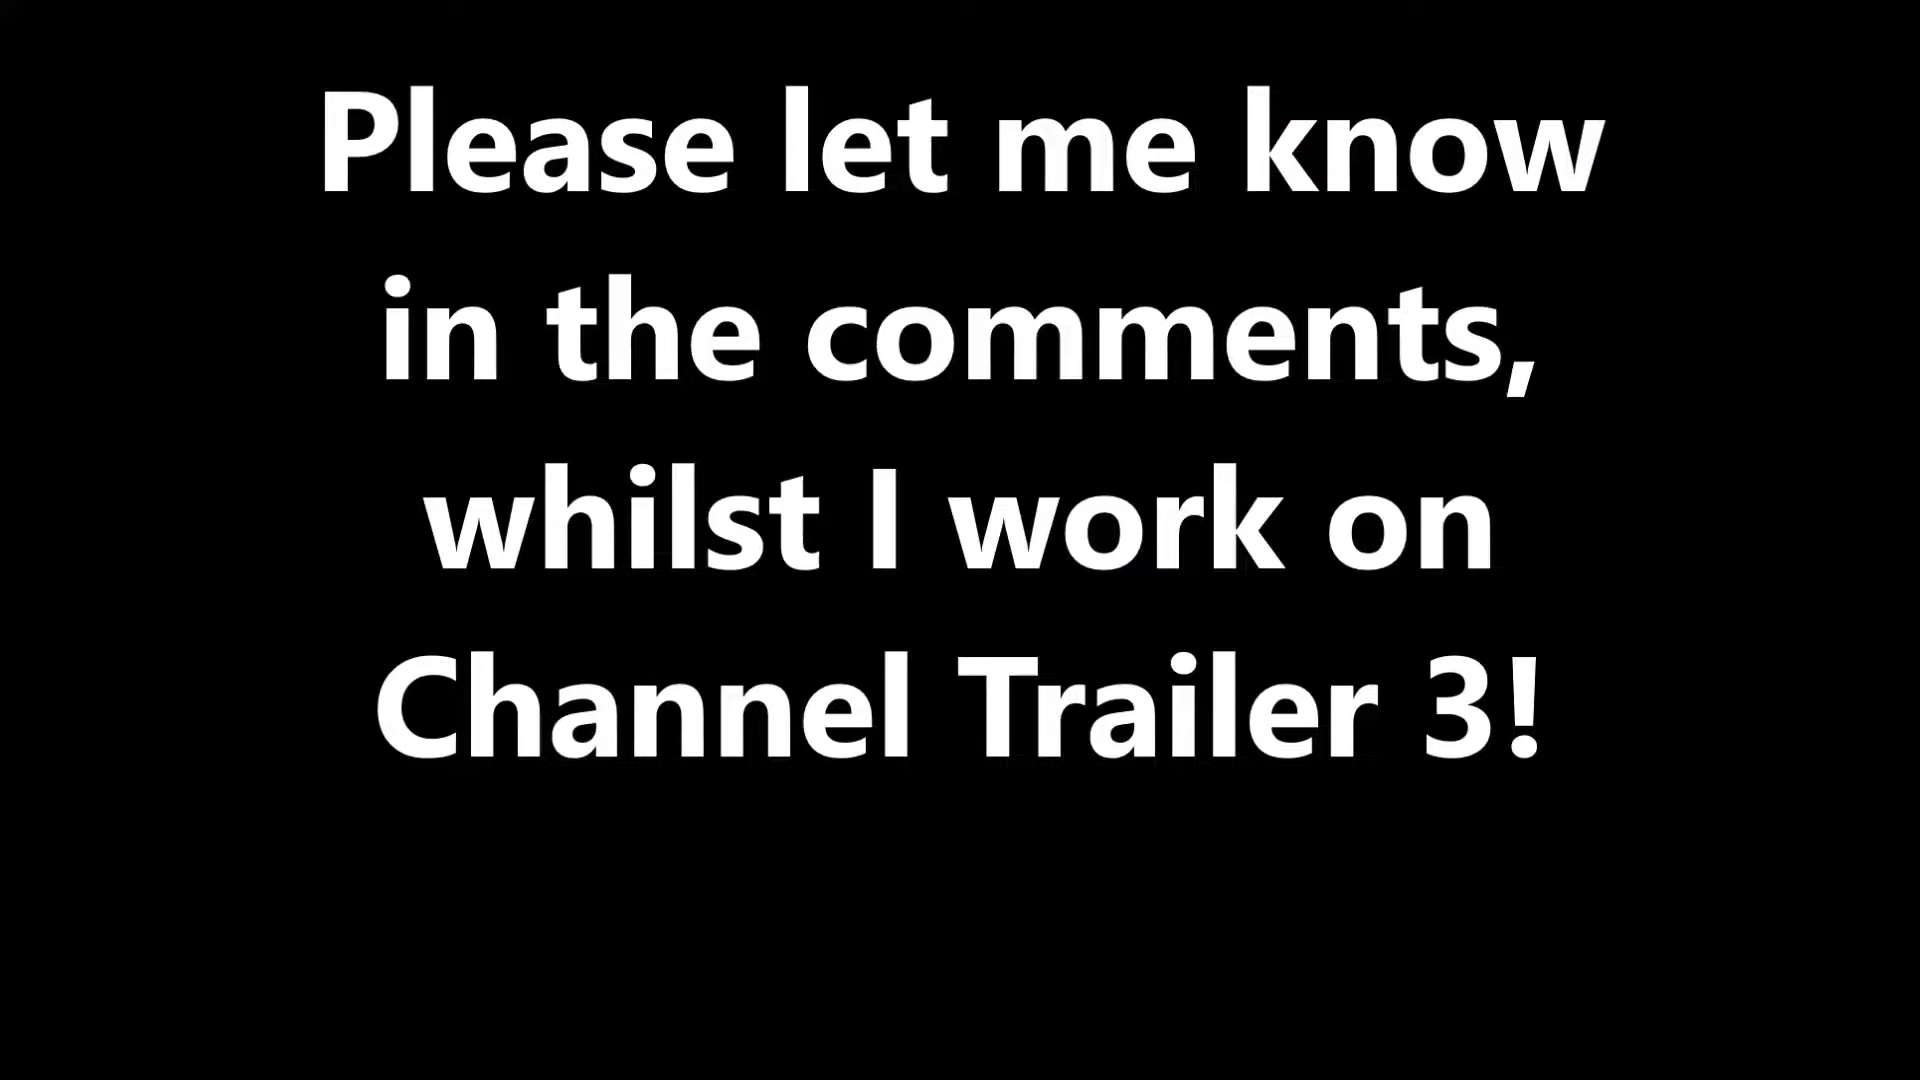 Please let me know
in the comments,
whilst I work on
Channel Trailer 3!